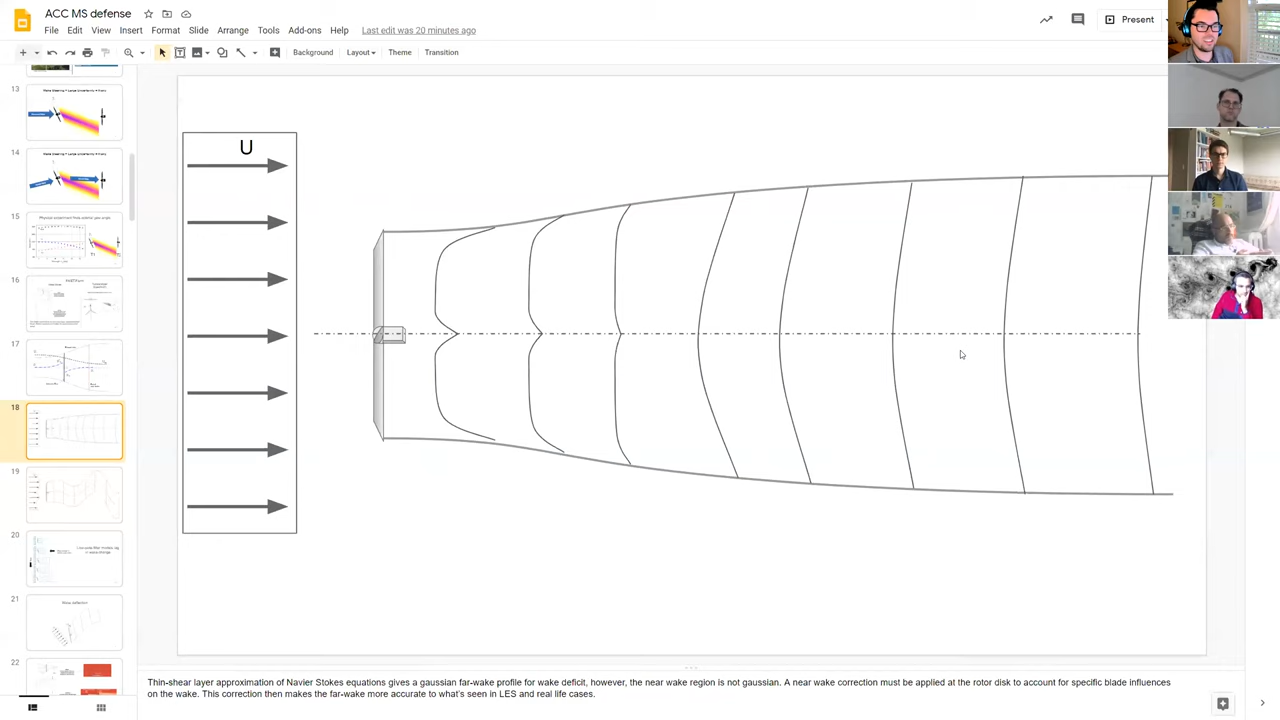 ACC MS defense
File Edit View Insert Format Slide Arrange Tools Add-ons Help Last edit was 20 minutes ago
Present
Background Layout Theme Transition
13
14
15
16
17
18
19
20
21
Wake deflection
22
U
Thin-shear layer approximation of Navier Stokes equations gives a gaussian far-wake profile for wake deficit, however, the near wake region is not gaussian. A near wake correction must be applied at the rotor disk to account for specific blade influences
on the wake. This correction then makes the far-wake more accurate to what's seen in LES and real life cases.